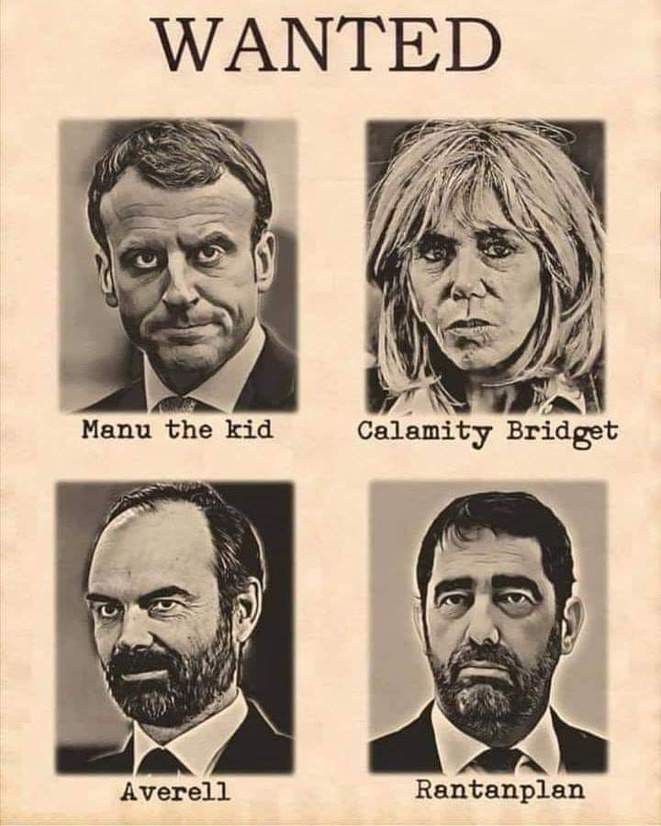 WANTED
Manu the kid
Calamity Bridget
Averell
Rantanplan